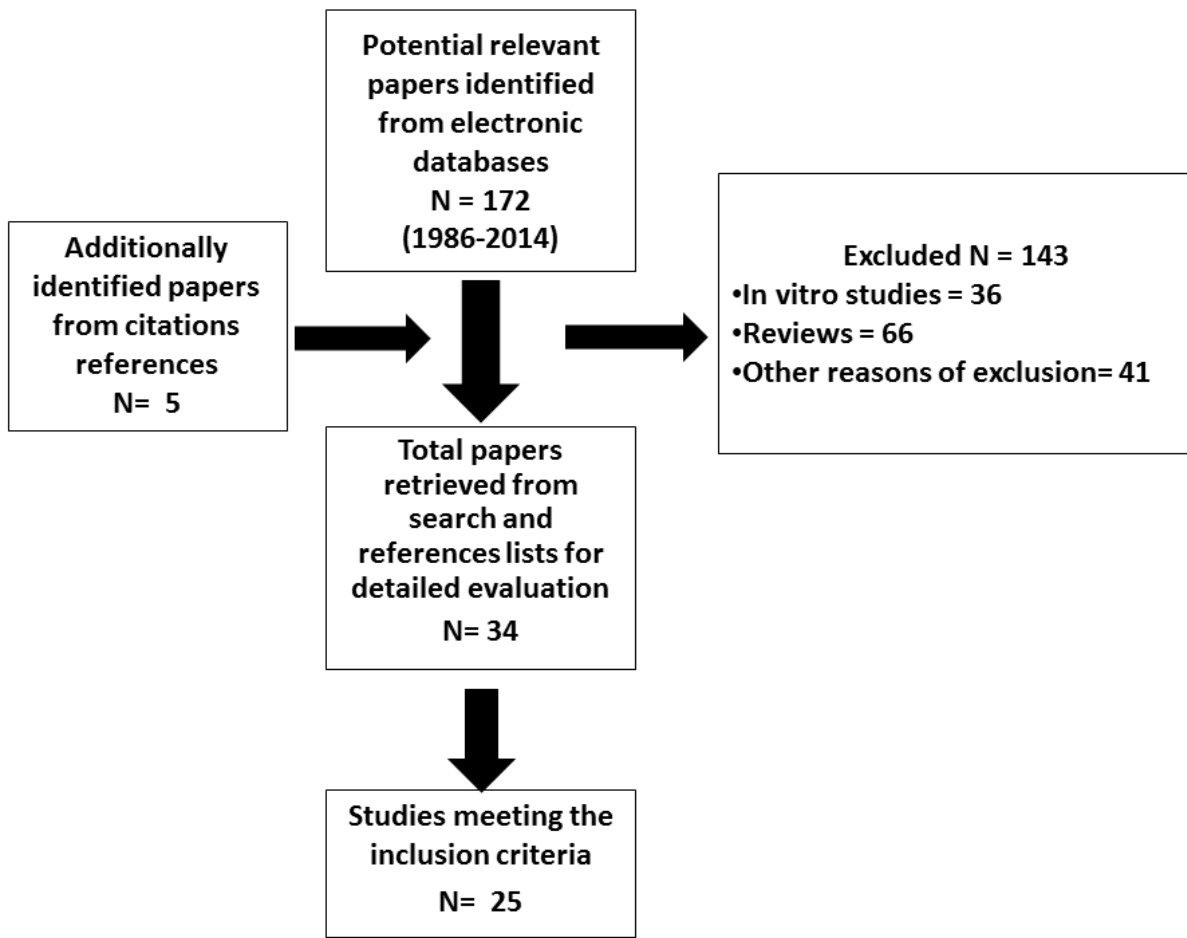 Potential relevant
papers identified
from electronic
databases
N = 172
(1986-2014)
Additionally
identified papers
from citations
references
N=  5
Excluded N = 143
•In vitro studies = 36
•Reviews = 66
•Other reasons of exclusion= 41
Total papers
retrieved from
search and
references lists for
detailed evaluation
N= 34
Studies meeting the
inclusion criteria
N=  25